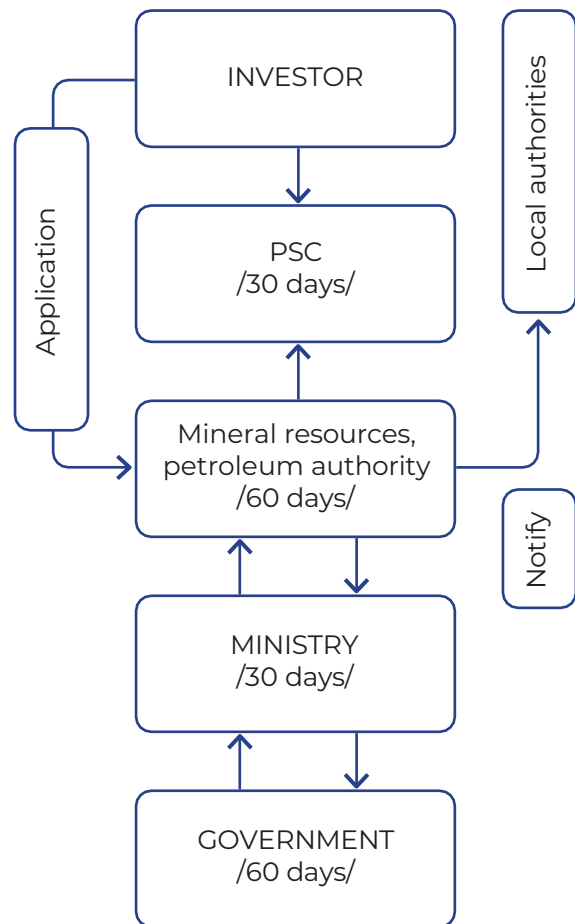 INVESTOR
Application
Local authorities
PSC
/30 days/
Mineral resources,
petroleum authority
/60 days/
Notify
MINISTRY
/30 days/
GOVERNMENT
/60 days/